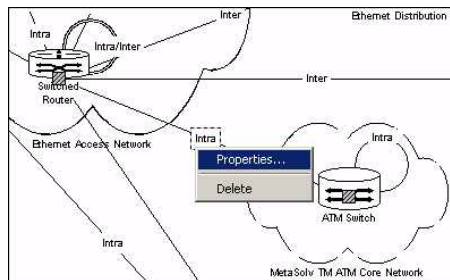 Inter
Ethernet Distribution
Intra
Intra/Inter
Inter
Switched
Router
Ethernet Access Network
Intra
Intra
Properties...
Delete
ATM Switch
Intra
MetaSolv TM ATM Core Network